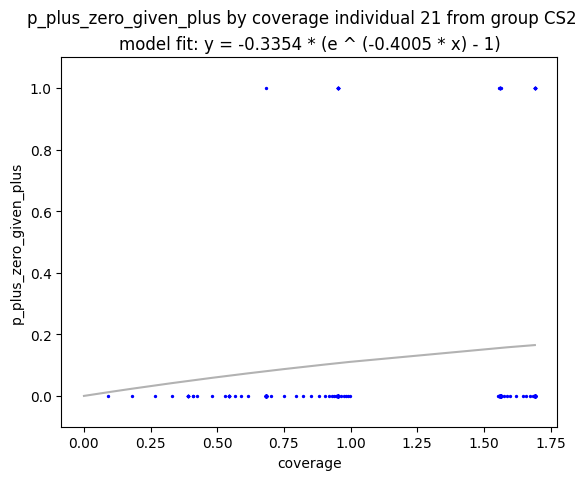 p_plus_zero_given_plus by coverage individual 21 from group CS2
model fit: y = -0.3354 * (e ^ (-0.4005 * x) - 1)
1.0
0.8
0.6
0.4
0.2
0.0
p_plus_zero_given_plus
0.00 0.25 0.50 0.75 1.00 1.25 1.50 1.75
coverage